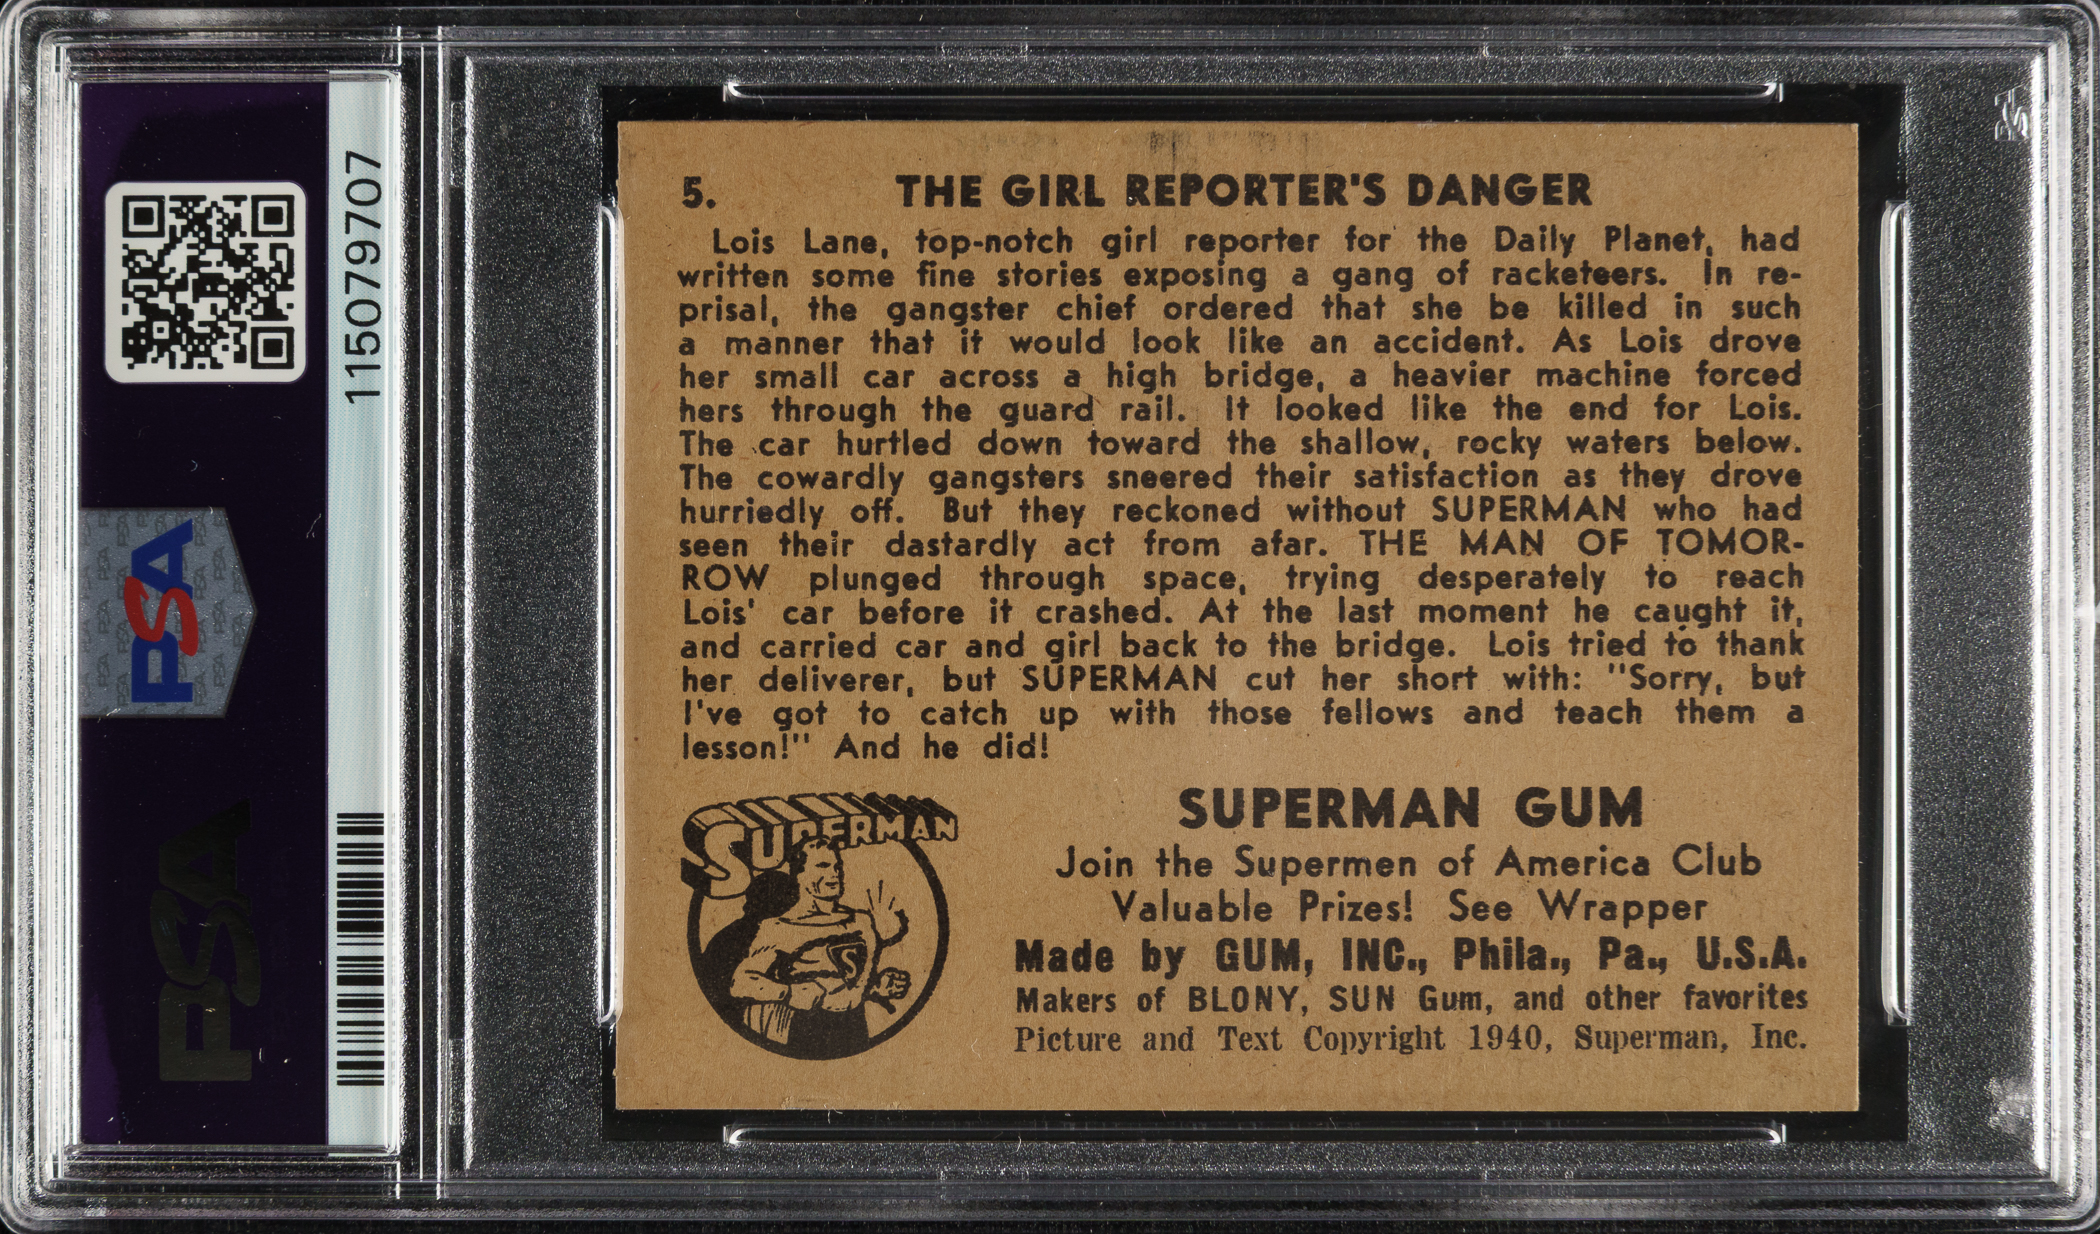 115079707
PSA
PSA
5. THE GIRL REPORTER'S DANGER
Lois Lane, top-notch girl reporter for the Daily Planet, had
written some fine stories exposing a gang of racketeers. In re-
prisal, the gangster chief ordered that she be killed in such
a manner that it would look like an accident. As Lois drove
her small car across a high bridge, a heavier machine forced
hers through the guard rail. It looked like the end for Lois.
The car hurtled down toward the shallow, rocky waters below.
The cowardly gangsters sneered their satisfaction as they drove
hurriedly off. But they reckoned without SUPERMAN who had
seen their dastardly act from afar. THE MAN OF TOMOR-
ROW plunged through space, trying desperately to reach
Lois' car before it crashed. At the last moment he caught it,
and carried car and girl back to the bridge. Lois tried to thank
her deliverer, but SUPERMAN cut her short with: "Sorry, but
I've got to catch up with those fellows and teach them a
lesson!" And he did!
SUPERMAN
S
SUPERMAN GUM
Join the Supermen of America Club
Valuable Prizes! See Wrapper
Made by GUM, INC., Phila., Pa., U.S.A.
Makers of BLONY, SUN Gum, and other favorites
Picture and Text Copyright 1940, Superman, Inc.